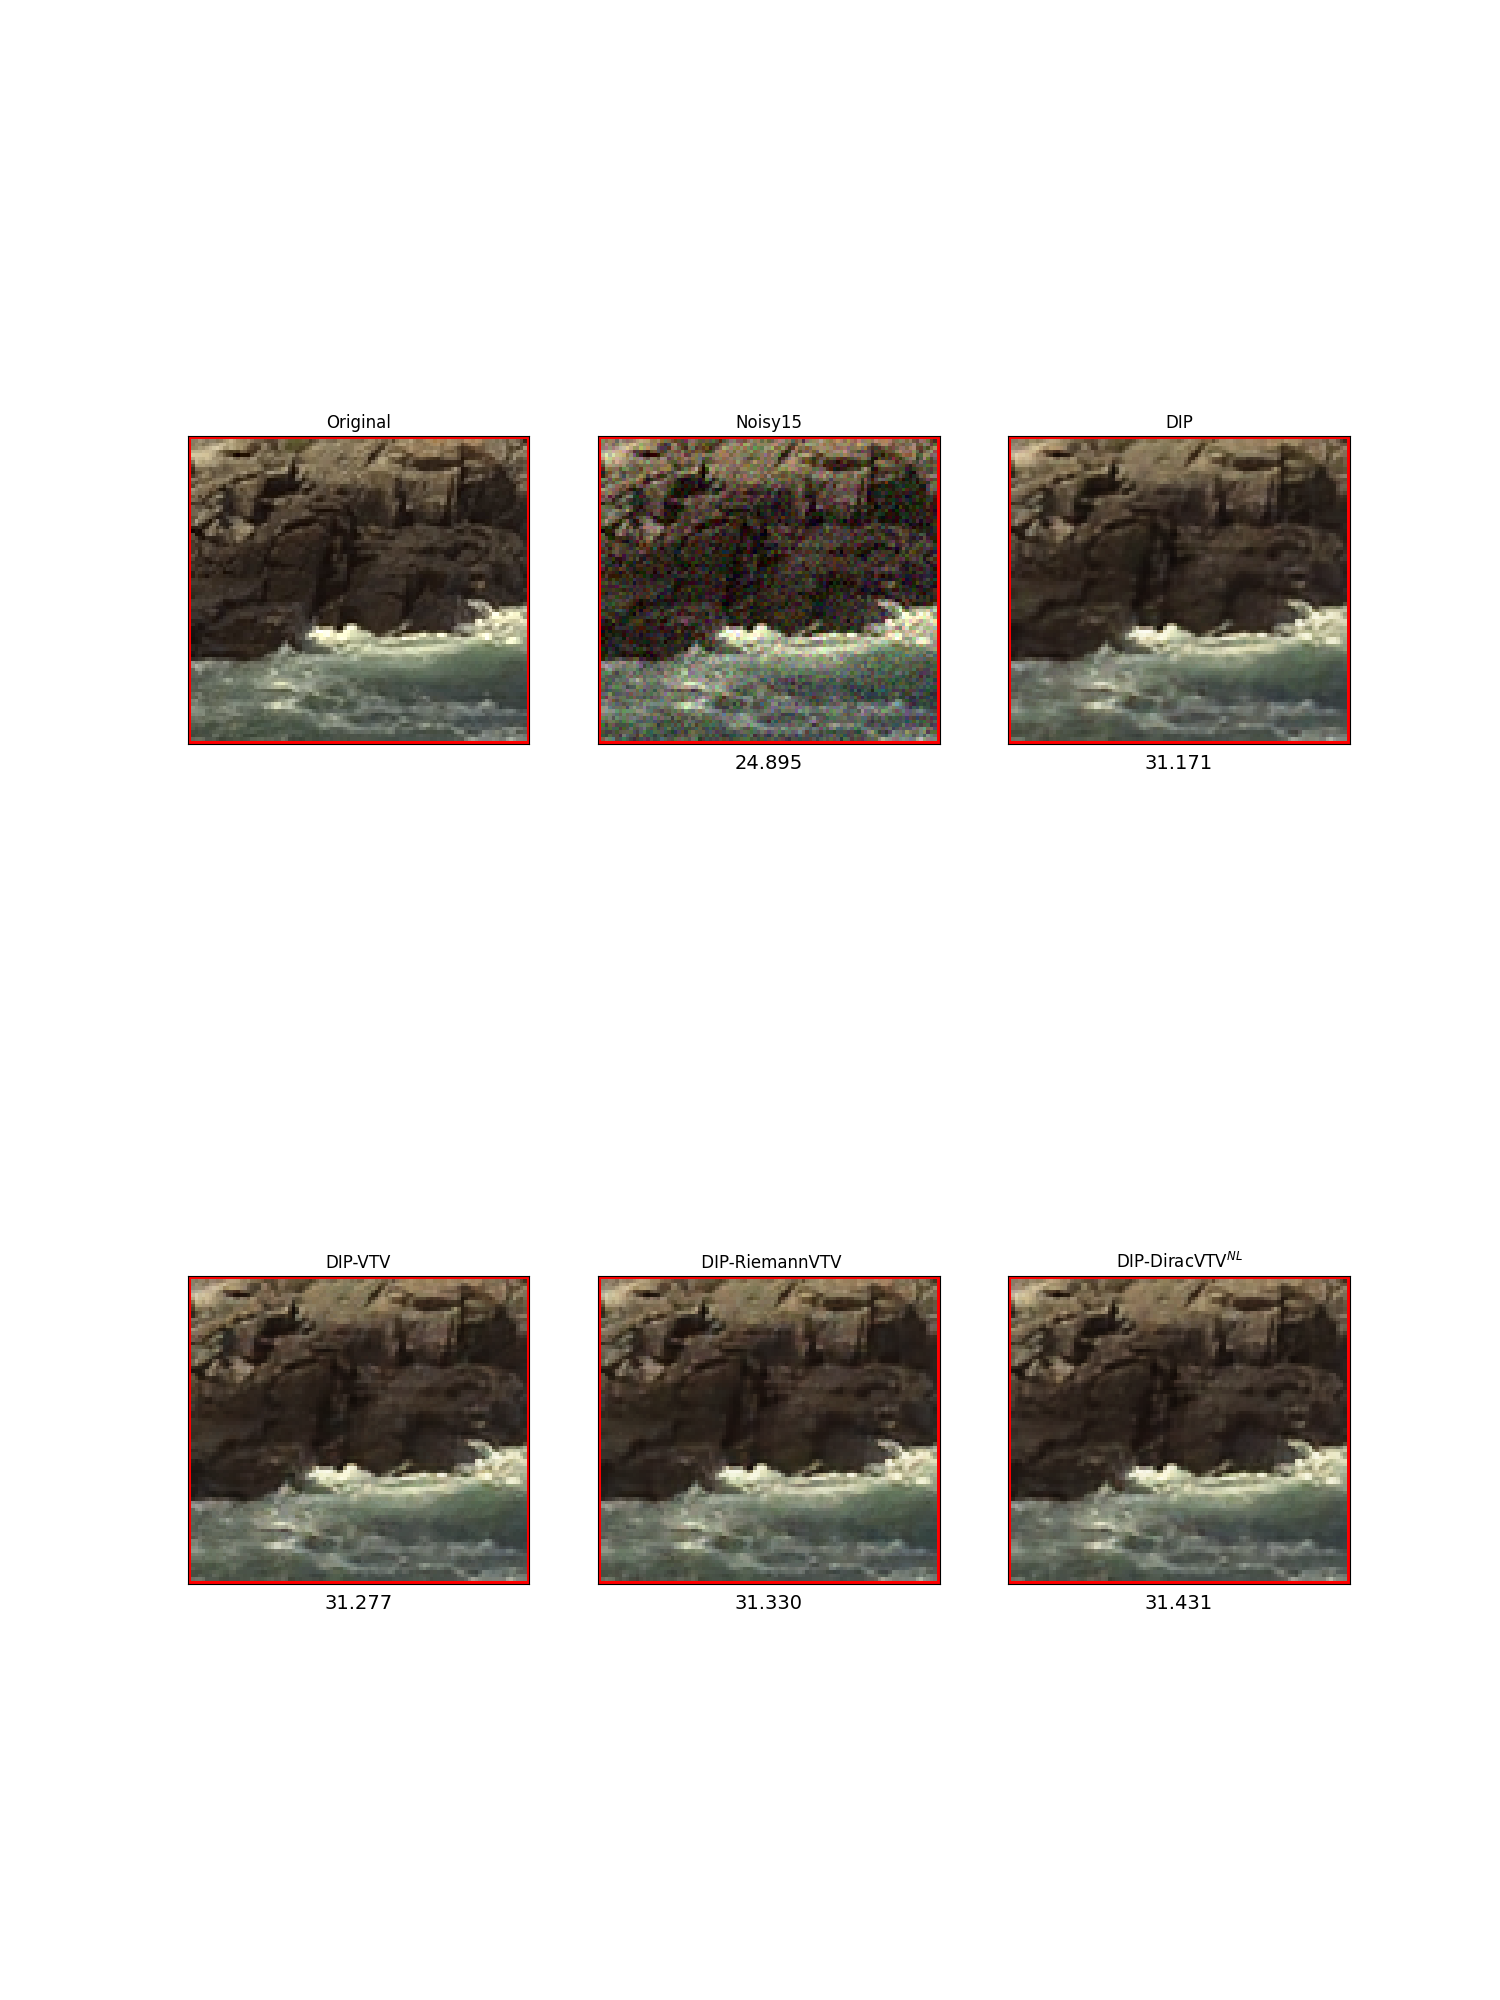 Original
Noisy15
DIP
24.895
31.171
DIP-VTV
DIP-RiemannVTV
DIP-DiracVTV^NL
31.277
31.330
31.431